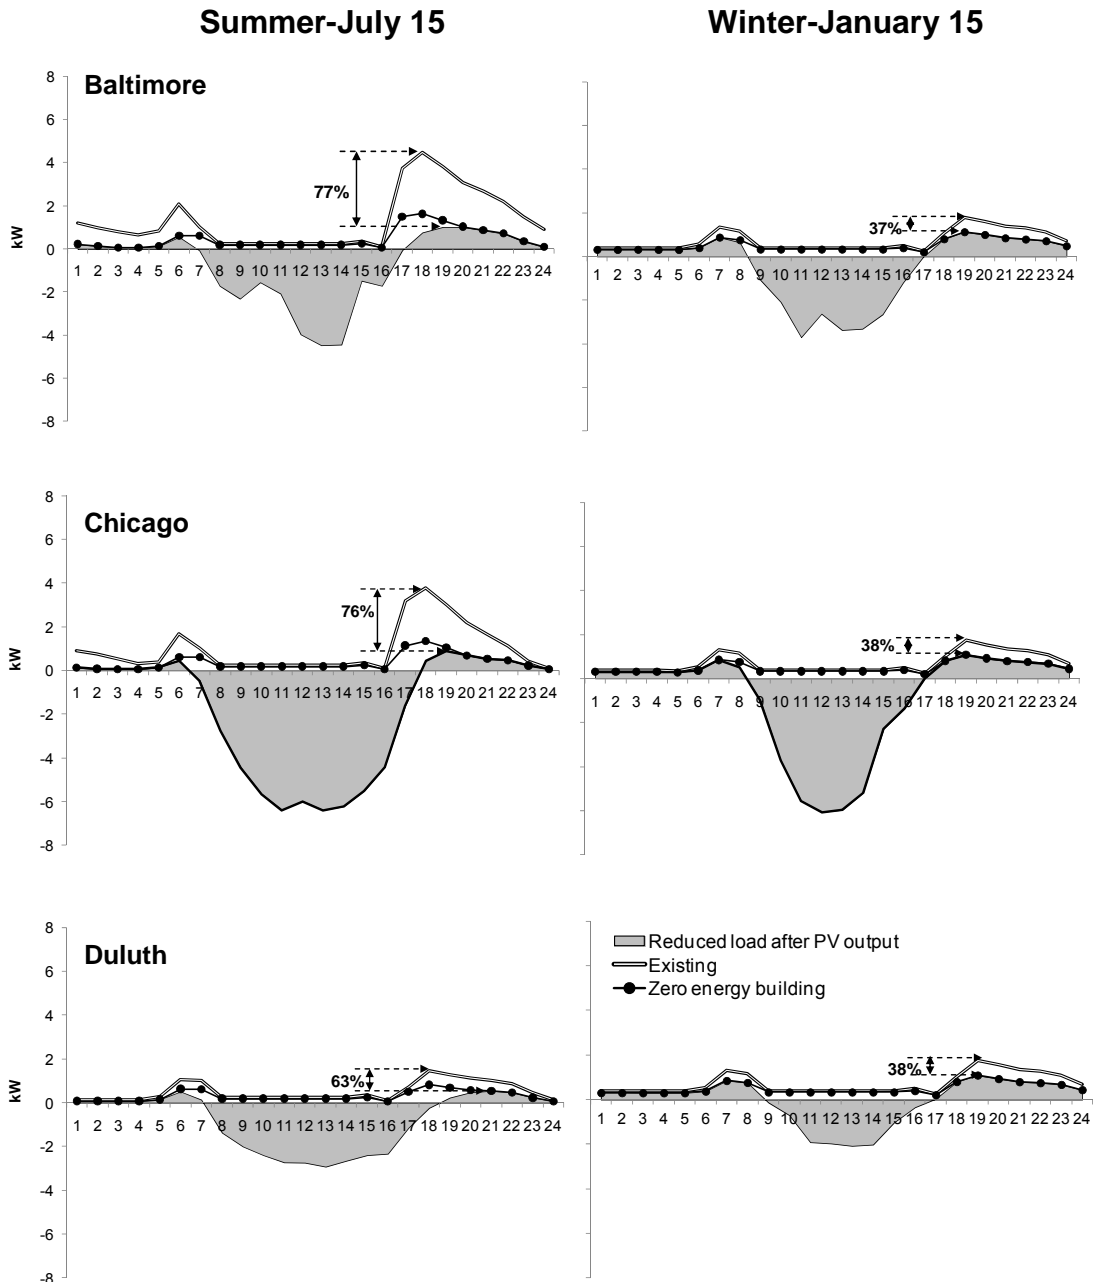 Summer-July 15
Winter-January 15
Baltimore
8
6
4
2
0
-2
-4
-6
-8
kW
77%
1 2 3 4 5 6 7 8 9 10 11 12 13 14 15 16 17 18 19 20 21 22 23 24
37%
1 2 3 4 5 6 7 8 9 10 11 12 13 14 15 16 17 18 19 20 21 22 23 24
Chicago
8
6
4
2
0
-2
-4
-6
-8
kW
76%
1 2 3 4 5 6 7 8 9 10 11 12 13 14 15 16 17 18 19 20 21 22 23 24
38%
1 2 3 4 5 6 7 8 9 10 11 12 13 14 15 16 17 18 19 20 21 22 23 24
Duluth
8
6
4
2
0
-2
-4
-6
-8
kW
63%
1 2 3 4 5 6 7 8 9 10 11 12 13 14 15 16 17 18 19 20 21 22 23 24
Reduced load after PV output
Existing
Zero energy building
38%
1 2 3 4 5 6 7 8 9 10 11 12 13 14 15 16 17 18 19 20 21 22 23 24